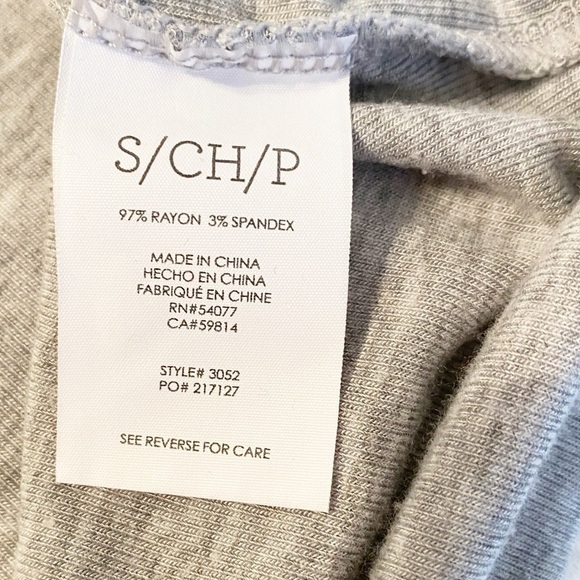 S/CH/P
97% RAYON 3% SPANDEX
MADE IN CHINA
HECHO EN CHINA
FABRIQUÉ EN CHINE
RN#54077
CA#59814
STYLE# 3052
PO# 217127
SEE REVERSE FOR CARE